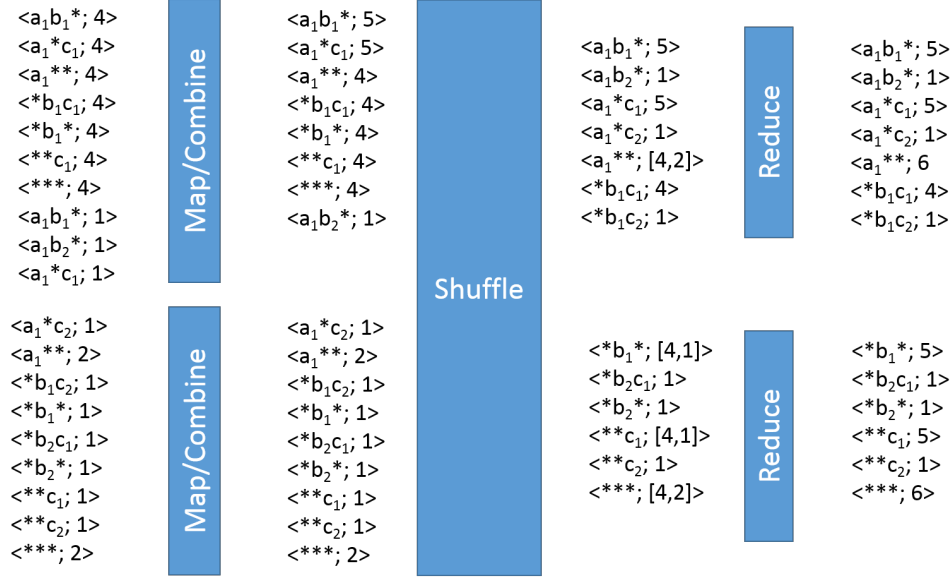 <a₁b₁*; 4>
<a₁*c₁; 4>
<a₁**; 4>
<*b₁c₁; 4>
<*b₁*; 4>
<**c₁; 4>
<***; 4>
<a₁b₁*; 1>
<a₁b₂*; 1>
<a₁*c₁; 1>
Map/Combine
<a₁b₁*; 5>
<a₁*c₁; 5>
<a₁**; 4>
<*b₁c₁; 4>
<*b₁*; 4>
<**c₁; 4>
<***; 4>
<a₁b₂*; 1>
<a₁*c₂; 1>
<a₁**; 2>
<*b₁c₂; 1>
<*b₁*; 1>
<*b₂c₁; 1>
<*b₂*; 1>
<**c₁; 1>
<**c₂; 1>
<***; 2>
Map/Combine
<a₁*c₂; 1>
<a₁**; 2>
<*b₁c₂; 1>
<*b₁*; 1>
<*b₂c₁; 1>
<*b₂*; 1>
<**c₁; 1>
<**c₂; 1>
<***; 2>
Shuffle
<a₁b₁*; 5>
<a₁b₂*; 1>
<a₁*c₁; 5>
<a₁*c₂; 1>
<a₁**; [4,2]>
<*b₁c₁; 4>
<*b₁c₂; 1>
Reduce
<a₁b₁*; 5>
<a₁b₂*; 1>
<a₁*c₁; 5>
<a₁*c₂; 1>
<a₁**; 6
<*b₁c₁; 4>
<*b₁c₂; 1>
<*b₁*; [4,1]>
<*b₂c₁; 1>
<*b₂*; 1>
<**c₁; [4,1]>
<**c₂; 1>
<***; [4,2]>
Reduce
<*b₁*; 5>
<*b₂c₁; 1>
<*b₂*; 1>
<**c₁; 5>
<**c₂; 1>
<***; 6>